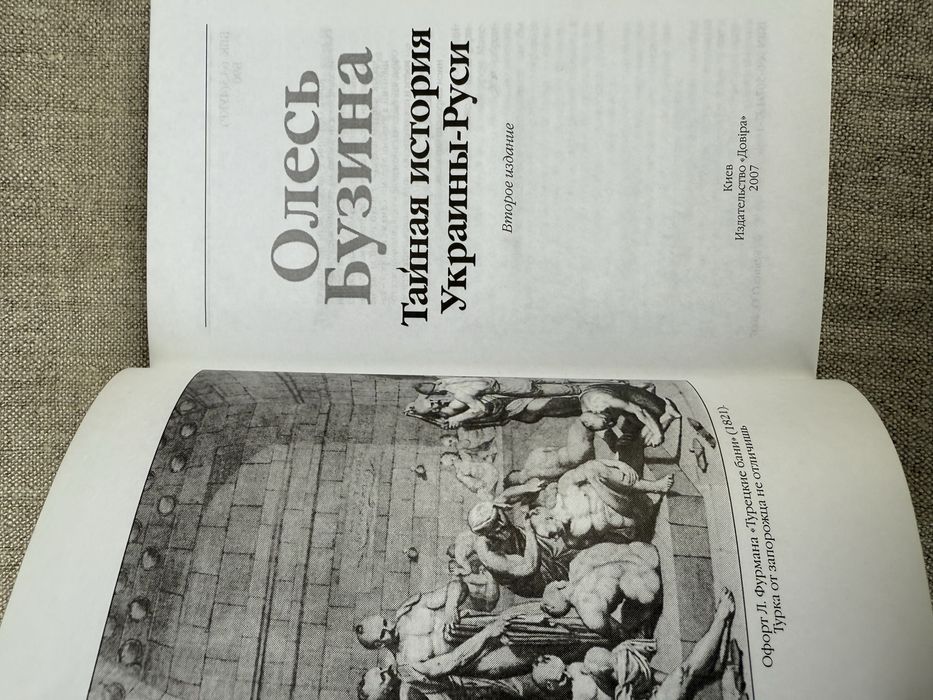 Офорт Л. Фурмана «Турецкие бани» (1821).
Турка от запорожца не отличишь
Олесь
Бузина
Тайная история
Украины-Руси
Второе издание
Киев
Издательство «Довіра»
2007